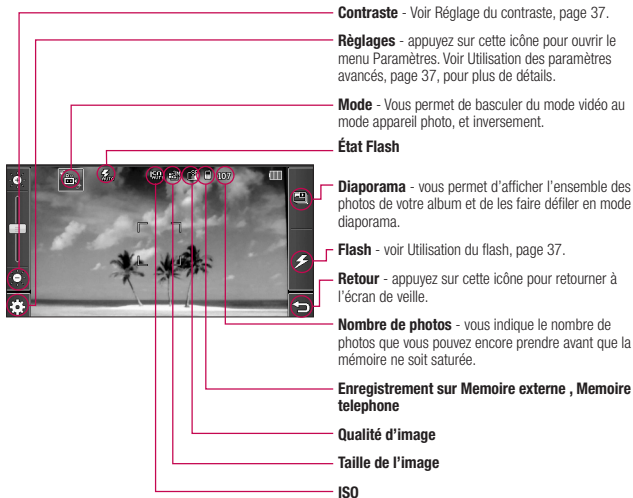 Contraste - Voir Réglage du contraste, page 37.
Règlages - appuyez sur cette icône pour ouvrir le
menu Paramètres. Voir Utilisation des paramètres
avancés, page 37, pour plus de détails.
Mode - Vous permet de basculer du mode vidéo au
mode appareil photo, et inversement.
État Flash
AUTO
ISO
AUTO
107
Diaporama - vous permet d'afficher l'ensemble des
photos de votre album et de les faire défiler en mode
diaporama.
Flash - voir Utilisation du flash, page 37.
Retour - appuyez sur cette icône pour retourner à
l'écran de veille.
Nombre de photos - vous indique le nombre de
photos que vous pouvez encore prendre avant que la
mémoire ne soit saturée.
Enregistrement sur Memoire externe , Memoire
telephone
Qualité d'image
Taille de l'image
ISO